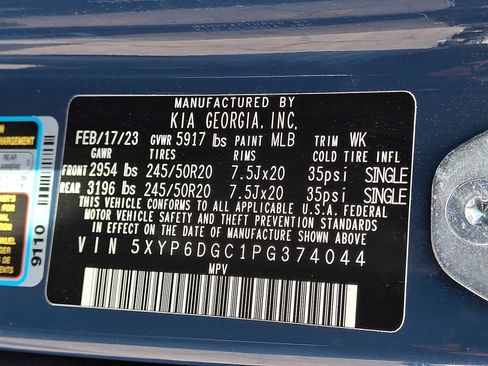 MANUFACTURED BY
KIA GEORGIA, INC.
FEB/17/23 GVWR 5917 lbs PAINT MLB TRIM WK
GAWR TIRES RIMS COLD TIRE INFL
FRONT 2954 lbs 245/50R20 7.5Jx20 35psi SINGLE
REAR 3196 lbs 245/50R20 7.5Jx20 35psi SINGLE
THIS VEHICLE CONFORMS TO ALL APPLICABLE U.S.A. FEDERAL
MOTOR VEHICLE SAFETY AND THEFT PREVENTION STANDARDS
IN EFFECT ON THE DATE OF MANUFACTURE SHOWN ABOVE.
VIN 5XYP6DGC1PG374044
MPV
CHARGEMENT
REAR
ARRIÈRE
9110